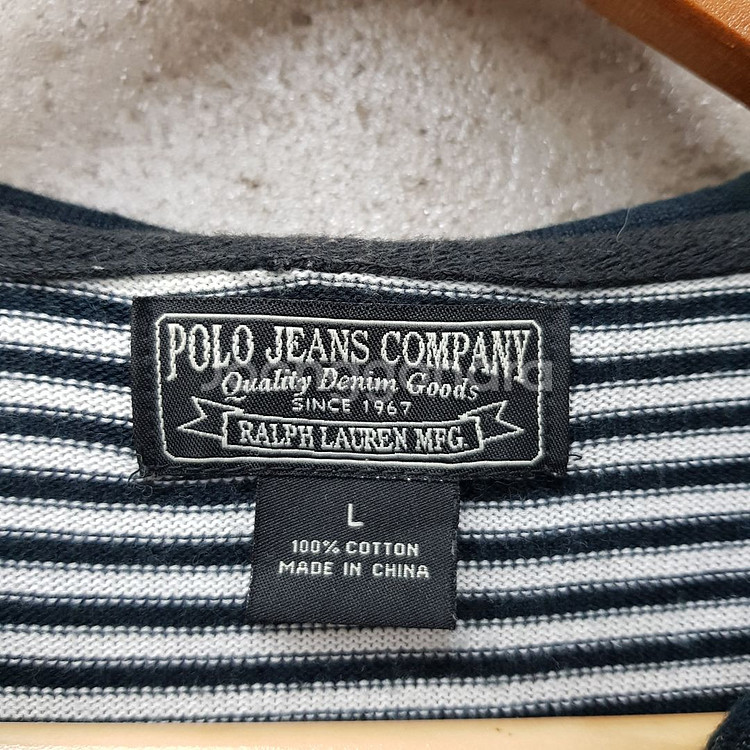 POLO JEANS COMPANY
Quality Denim Goods
SINCE 1967
RALPH LAUREN MFG.
L
100% COTTON
MADE IN CHINA